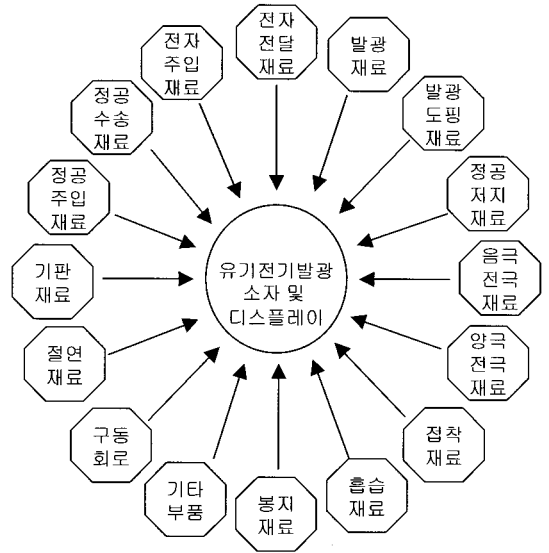 전자
전달
재료
발광
재료
발광
도핑
재료
정공
저지
재료
음극
전극
재료
양극
전극
재료
접착
재료
흡습
재료
봉지
재료
기타
부품
구동
회로
절연
재료
기판
재료
정공
주입
재료
정공
수송
재료
전자
주입
재료
유기전기발광
소자 및
디스플레이